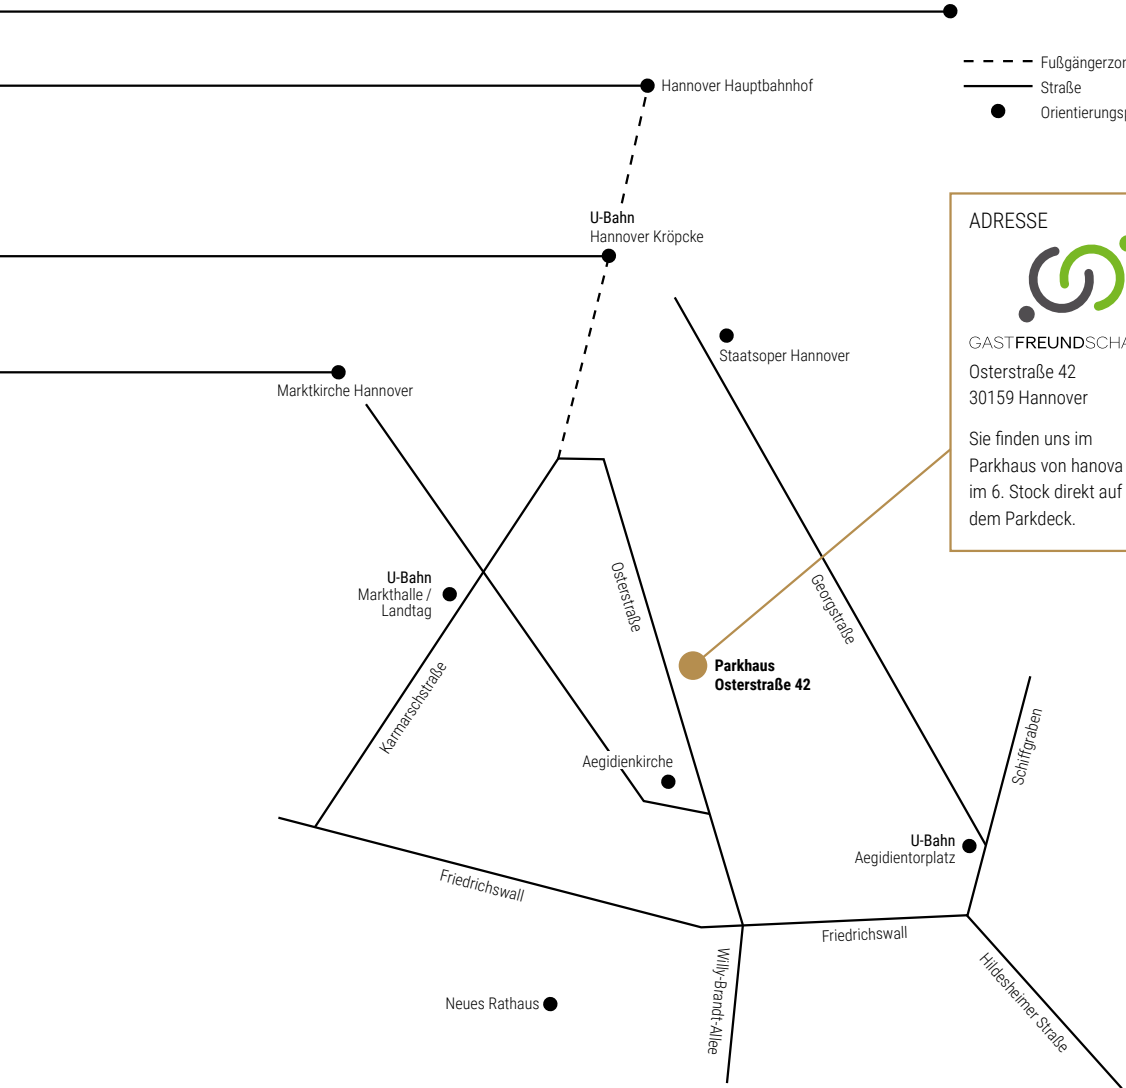 Fußgängerzon
Hannover Hauptbahnhof
Straße
Orientierungsp
U-Bahn
Hannover Kröpcke
ADRESSE
GASTFREUNDSCHA
Osterstraße 42
30159 Hannover
Sie finden uns im
Parkhaus von hanova
im 6. Stock direkt auf
dem Parkdeck.
Staatsoper Hannover
Marktkirche Hannover
U-Bahn
Markthalle /
Landtag
Osterstraße
Georgstraße
Parkhaus
Osterstraße 42
Karmarschstraße
Aegidienkirche
Schiffgraben
U-Bahn
Aegidientorplatz
Friedrichswall
Friedrichswall
Willy-Brandt-Allee
Hildesheimer Straße
Neues Rathaus